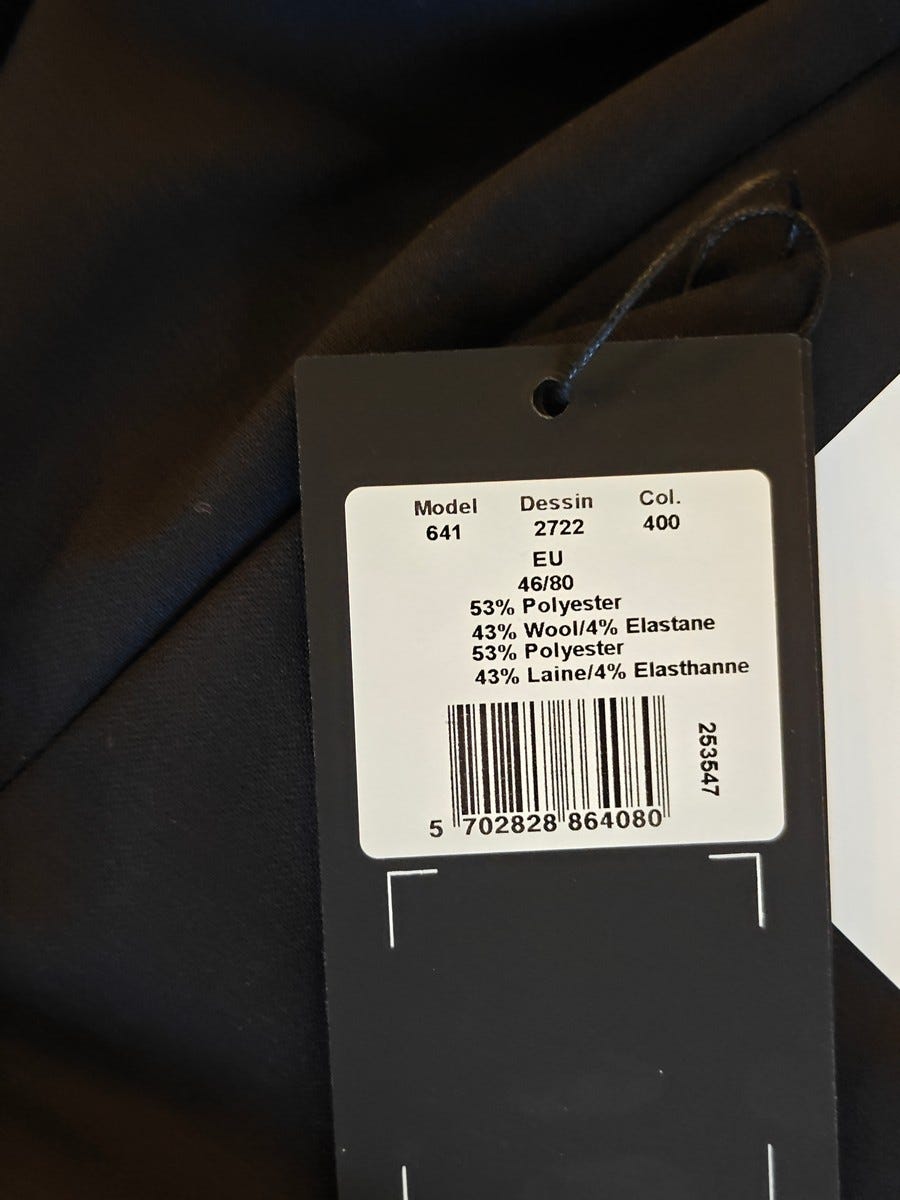 Model Dessin Col.
641 2722 400
EU
46/80
53% Polyester
43% Wool/4% Elastane
53% Polyester
43% Laine/4% Elasthanne
253547
5 702828 864080